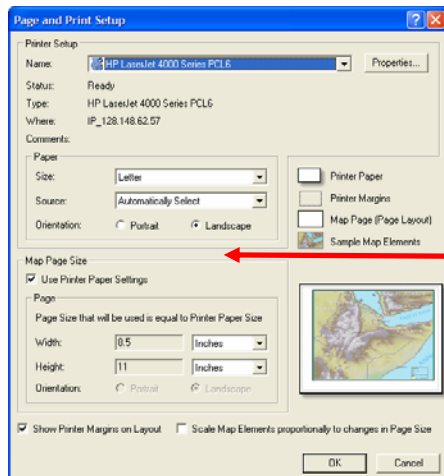 Page and Print Setup
Printer Setup
Name: HP LaserJet 4000 Series PCL6 Properties...
Status: Ready
Type: HP LaserJet 4000 Series PCL6
Where: IP_128.148.62.57
Comments:
Paper
Size: Letter
Source: Automatically Select
Orientation: Portrait Landscape
Printer Paper
Printer Margins
Map Page (Page Layout)
Sample Map Elements
Map Page Size
Use Printer Paper Settings
Page
Page Size that will be used is equal to Printer Paper Size
Width: 8.5 Inches
Height: 11 Inches
Orientation: Portrait Landscape
Show Printer Margins on Layout Scale Map Elements proportionally to changes in Page Size
OK Cancel